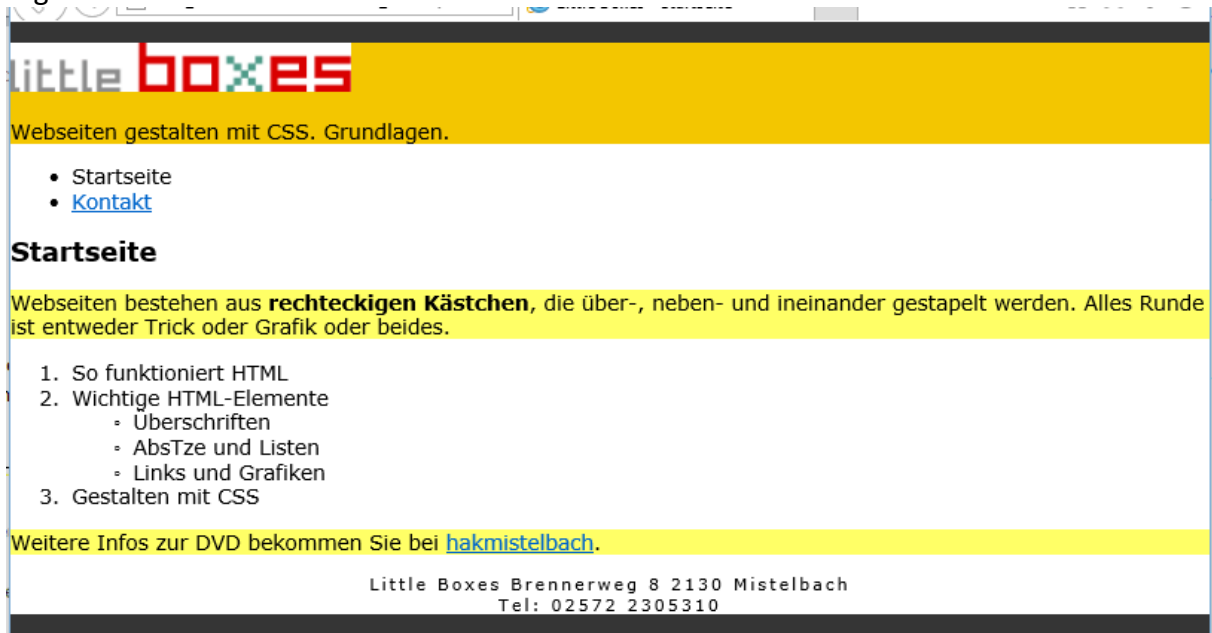 little boxes
Webseiten gestalten mit CSS. Grundlagen.
• Startseite
• Kontakt
Startseite
Webseiten bestehen aus rechteckigen Kästchen, die über-, neben- und ineinander gestapelt werden. Alles Runde
ist entweder Trick oder Grafik oder beides.
1. So funktioniert HTML
2. Wichtige HTML-Elemente
◦ Überschriften
◦ AbsTze und Listen
◦ Links und Grafiken
3. Gestalten mit CSS
Weitere Infos zur DVD bekommen Sie bei hakmistelbach.
Little Boxes Brennerweg 8 2130 Mistelbach
Tel: 02572 2305310